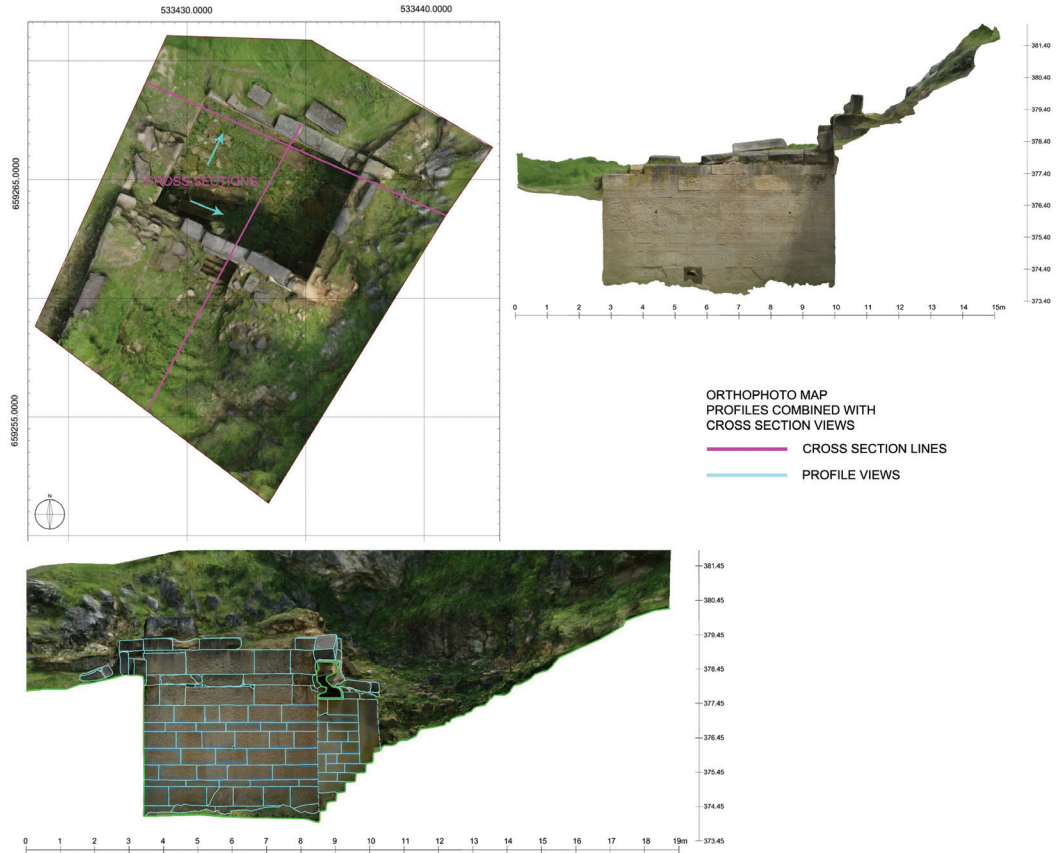 533430.0000
533440.0000
659265.0000
659255.0000
CROSS SECTIONS
N
381.40
380.40
379.40
378.40
377.40
376.40
375.40
374.40
373.40
0 1 2 3 4 5 6 7 8 9 10 11 12 13 14 15m
ORTHOPHOTO MAP
PROFILES COMBINED WITH
CROSS SECTION VIEWS
CROSS SECTION LINES
PROFILE VIEWS
381.45
380.45
379.45
378.45
377.45
376.45
375.45
374.45
373.45
0 1 2 3 4 5 6 7 8 9 10 11 12 13 14 15 16 17 18 19m